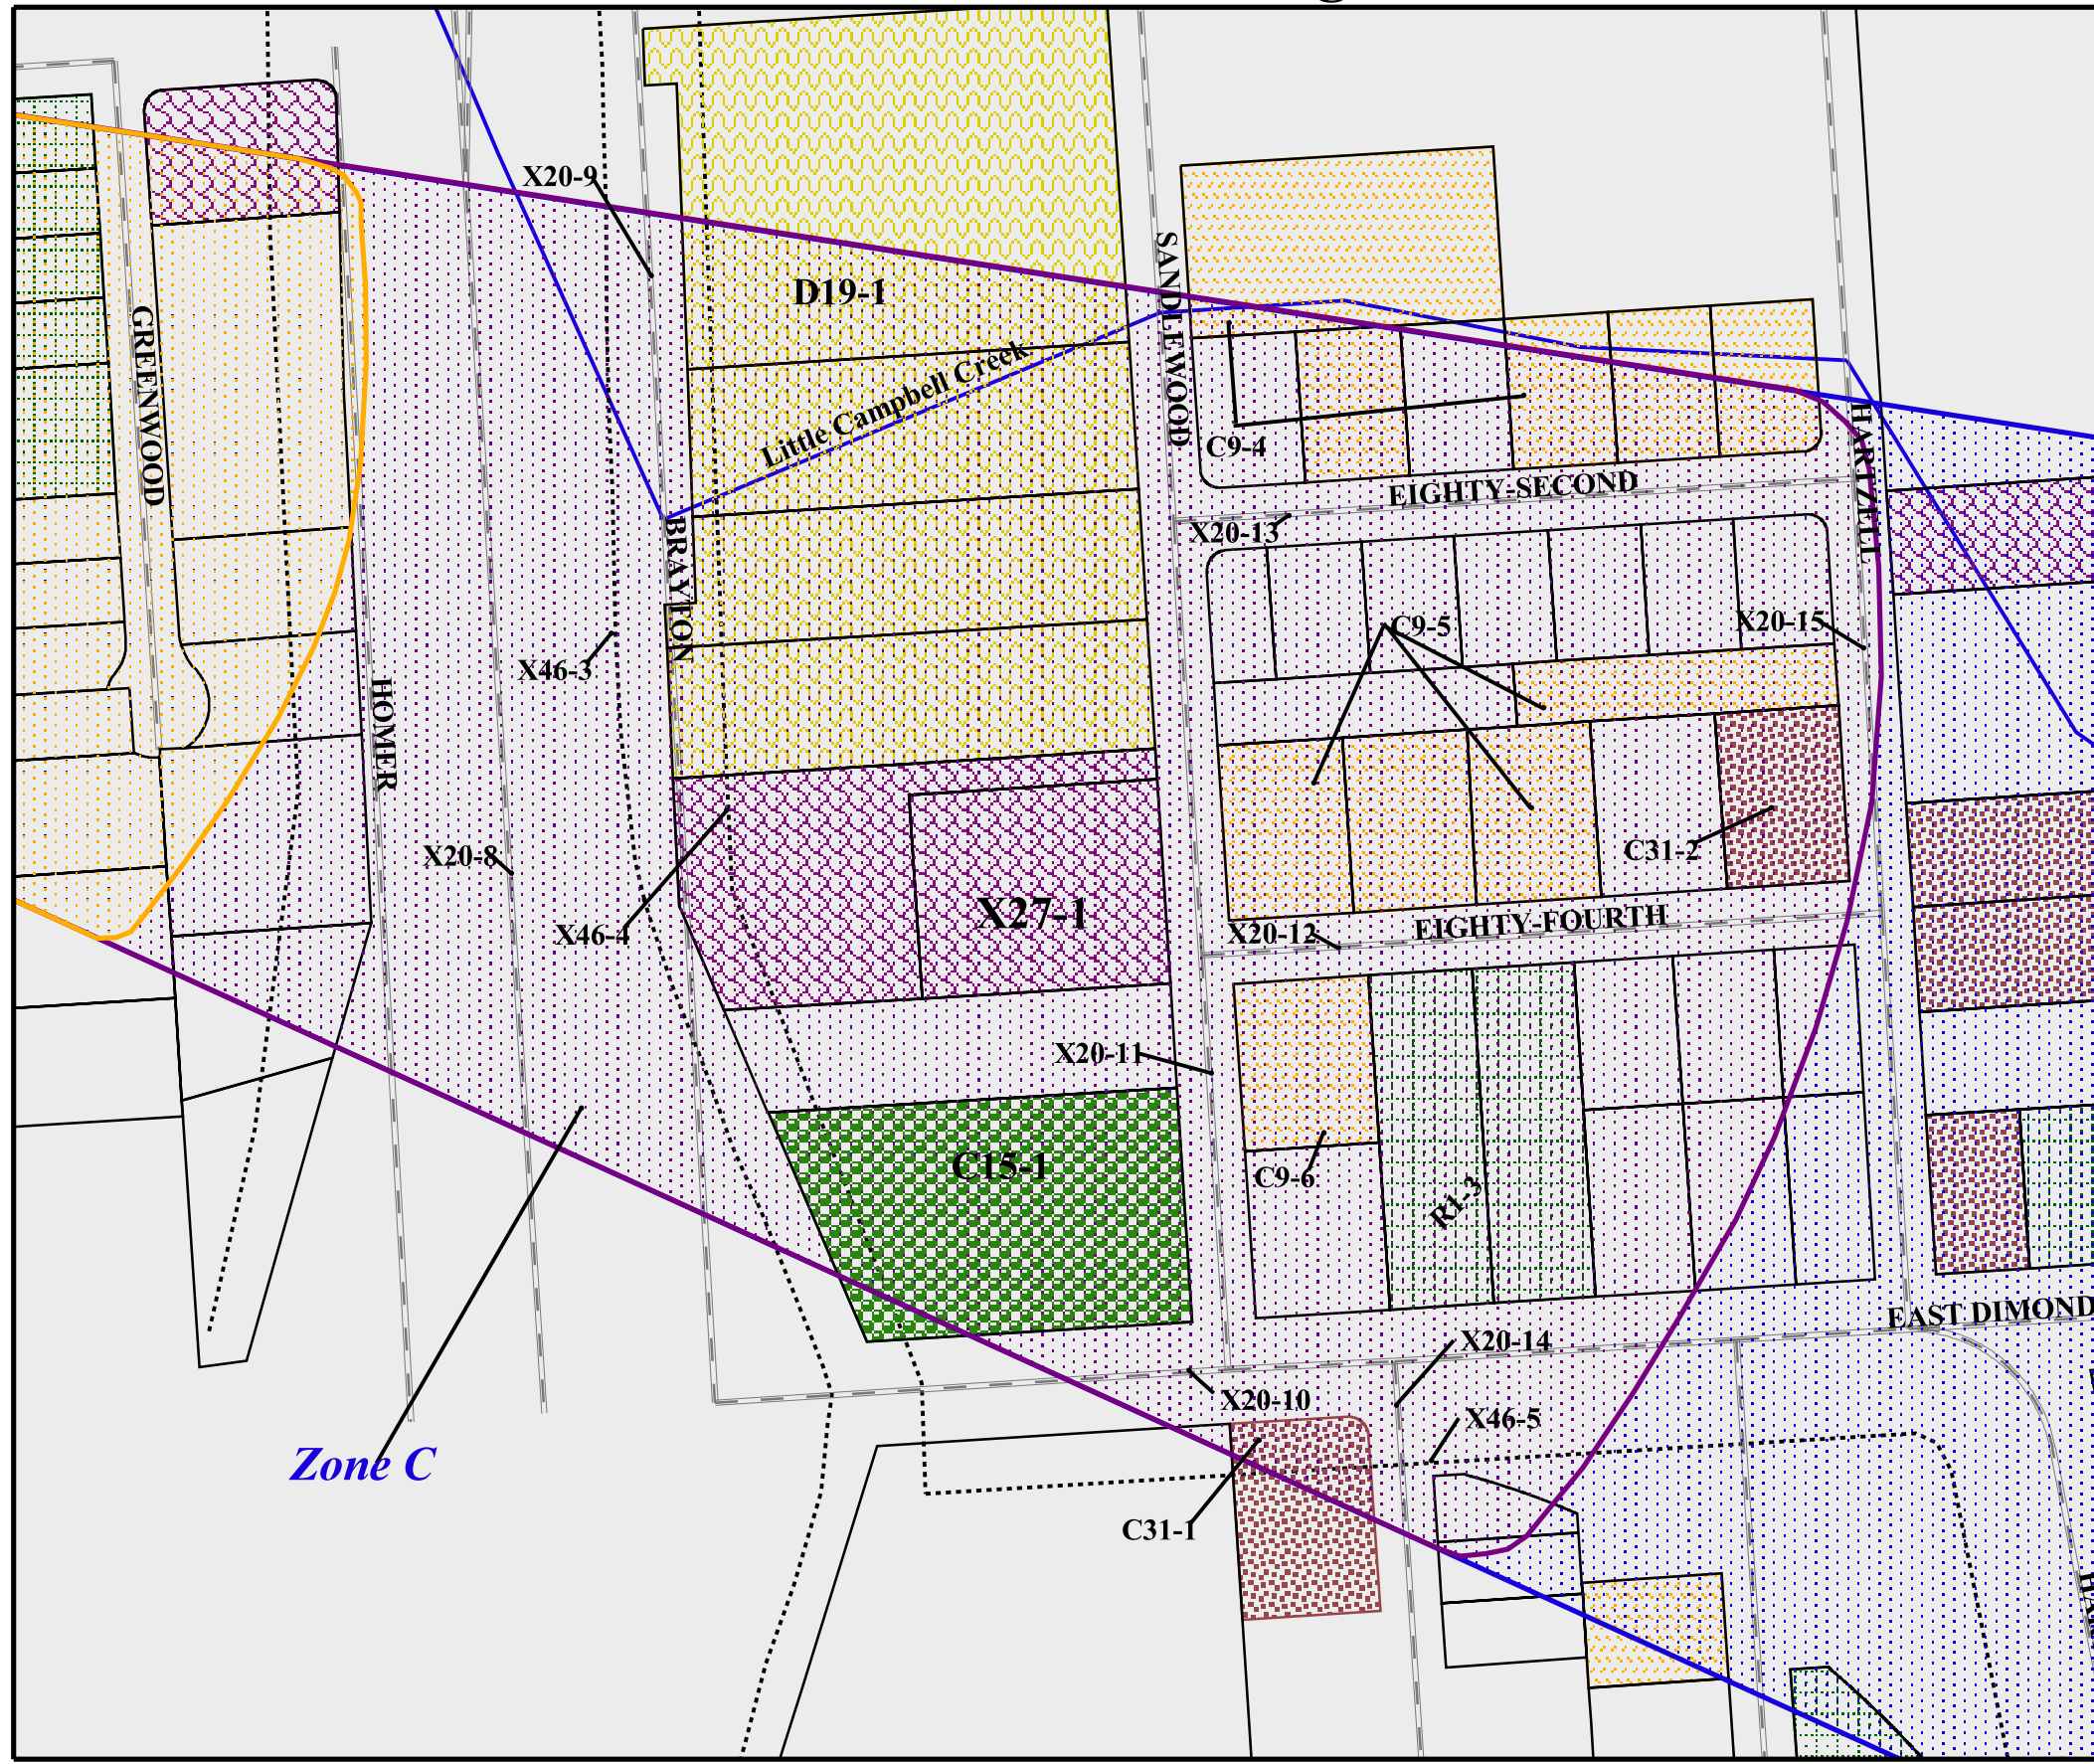 X20-9
D19-1
SANDLEWOOD
GREENWOOD
Little Campbell Creek
C9-4
HARTZELL
EIGHTY-SECOND
X20-13
BRAYTON
C9-5
X20-15
X46-3
HOMER
X20-8
C31-2
X27-1
X46-4
EIGHTY-FOURTH
X20-12
X20-11
C15-1
C9-6
R1-3
EAST DIMOND
X20-14
X20-10
X46-5
Zone C
C31-1